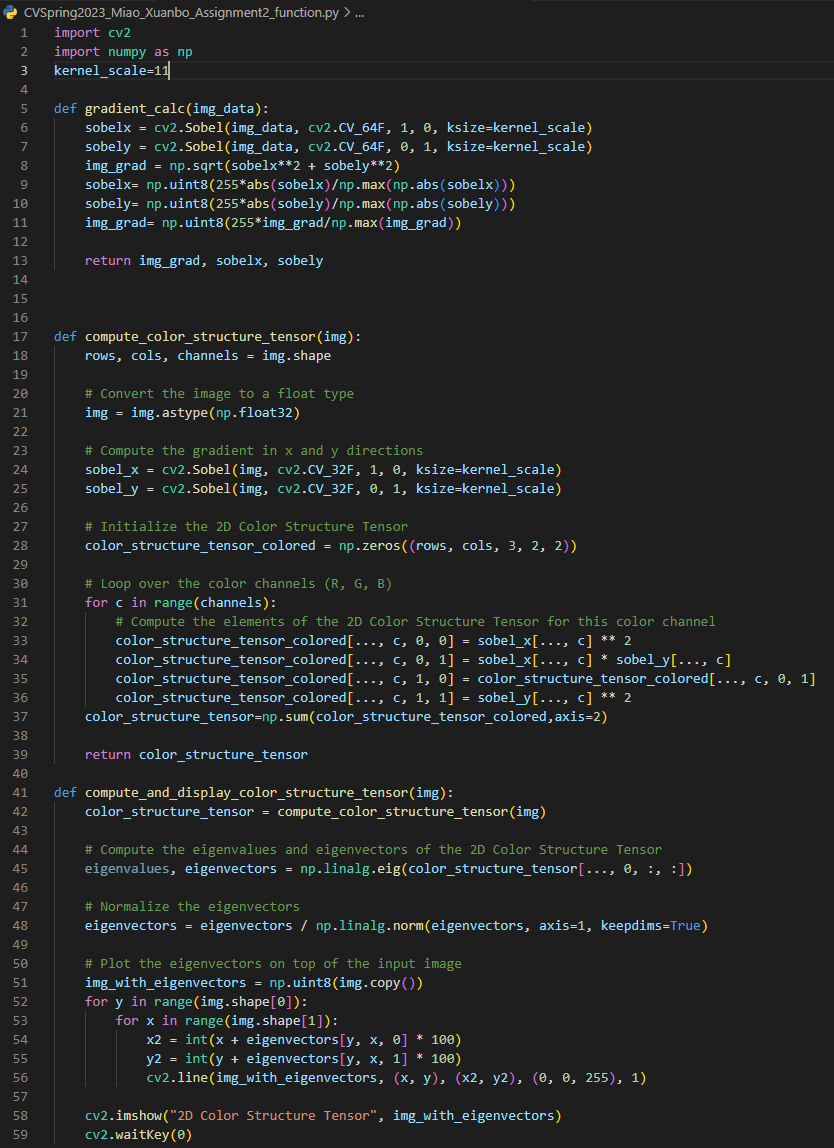 CVSpring2023_Miao_Xuanbo_Assignment2_function.py > ...
1 import cv2
2 import numpy as np
3 kernel_scale=11
4
5 def gradient_calc(img_data):
6     sobelx = cv2.Sobel(img_data, cv2.CV_64F, 1, 0, ksize=kernel_scale)
7     sobely = cv2.Sobel(img_data, cv2.CV_64F, 0, 1, ksize=kernel_scale)
8     img_grad = np.sqrt(sobelx**2 + sobely**2)
9     sobelx= np.uint8(255*abs(sobelx)/np.max(np.abs(sobelx)))
10     sobely= np.uint8(255*abs(sobely)/np.max(np.abs(sobely)))
11     img_grad= np.uint8(255*img_grad/np.max(img_grad))
12
13     return img_grad, sobelx, sobely
14
15
16
17 def compute_color_structure_tensor(img):
18     rows, cols, channels = img.shape
19
20     # Convert the image to a float type
21     img = img.astype(np.float32)
22
23     # Compute the gradient in x and y directions
24     sobel_x = cv2.Sobel(img, cv2.CV_32F, 1, 0, ksize=kernel_scale)
25     sobel_y = cv2.Sobel(img, cv2.CV_32F, 0, 1, ksize=kernel_scale)
26
27     # Initialize the 2D Color Structure Tensor
28     color_structure_tensor_colored = np.zeros((rows, cols, 3, 2, 2))
29
30     # Loop over the color channels (R, G, B)
31     for c in range(channels):
32         # Compute the elements of the 2D Color Structure Tensor for this color channel
33         color_structure_tensor_colored[..., c, 0, 0] = sobel_x[..., c] ** 2
34         color_structure_tensor_colored[..., c, 0, 1] = sobel_x[..., c] * sobel_y[..., c]
35         color_structure_tensor_colored[..., c, 1, 0] = color_structure_tensor_colored[..., c, 0, 1]
36         color_structure_tensor_colored[..., c, 1, 1] = sobel_y[..., c] ** 2
37     color_structure_tensor=np.sum(color_structure_tensor_colored,axis=2)
38
39     return color_structure_tensor
40
41 def compute_and_display_color_structure_tensor(img):
42     color_structure_tensor = compute_color_structure_tensor(img)
43
44     # Compute the eigenvalues and eigenvectors of the 2D Color Structure Tensor
45     eigenvalues, eigenvectors = np.linalg.eig(color_structure_tensor[..., 0, :, :])
46
47     # Normalize the eigenvectors
48     eigenvectors = eigenvectors / np.linalg.norm(eigenvectors, axis=1, keepdims=True)
49
50     # Plot the eigenvectors on top of the input image
51     img_with_eigenvectors = np.uint8(img.copy())
52     for y in range(img.shape[0]):
53         for x in range(img.shape[1]):
54             x2 = int(x + eigenvectors[y, x, 0] * 100)
55             y2 = int(y + eigenvectors[y, x, 1] * 100)
56             cv2.line(img_with_eigenvectors, (x, y), (x2, y2), (0, 0, 255), 1)
57
58     cv2.imshow("2D Color Structure Tensor", img_with_eigenvectors)
59     cv2.waitKey(0)